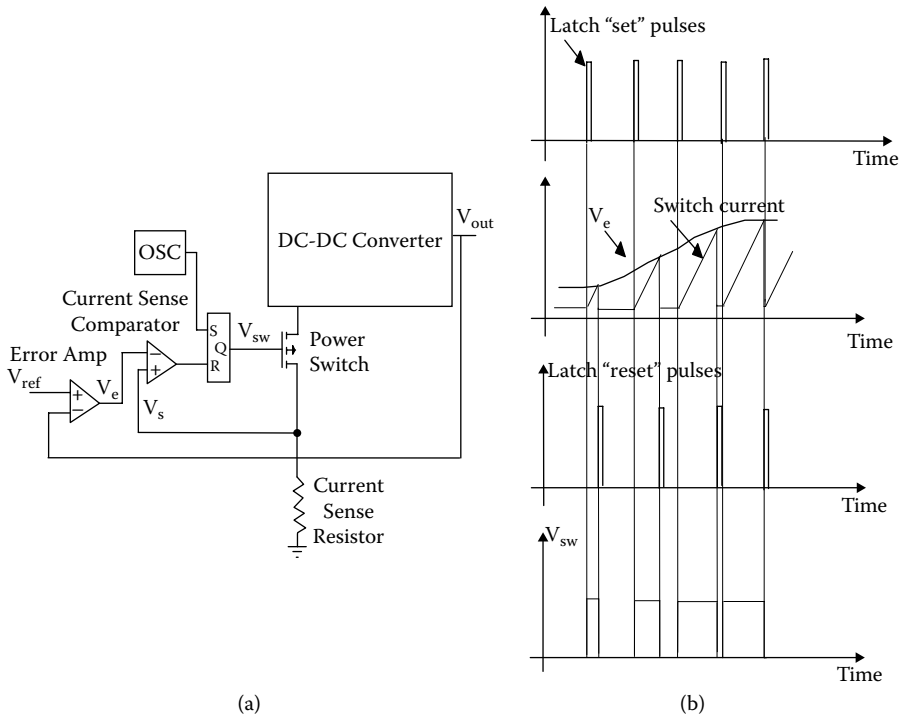 OSC
Current Sense
Comparator
Error Amp
V_ref
V_e
V_s
S
Q
R
V_sw
DC-DC Converter
V_out
Power
Switch
Current
Sense
Resistor
(a)
Latch “set” pulses
Time
V_e
Switch current
Time
Latch “reset” pulses
Time
V_sw
Time
(b)